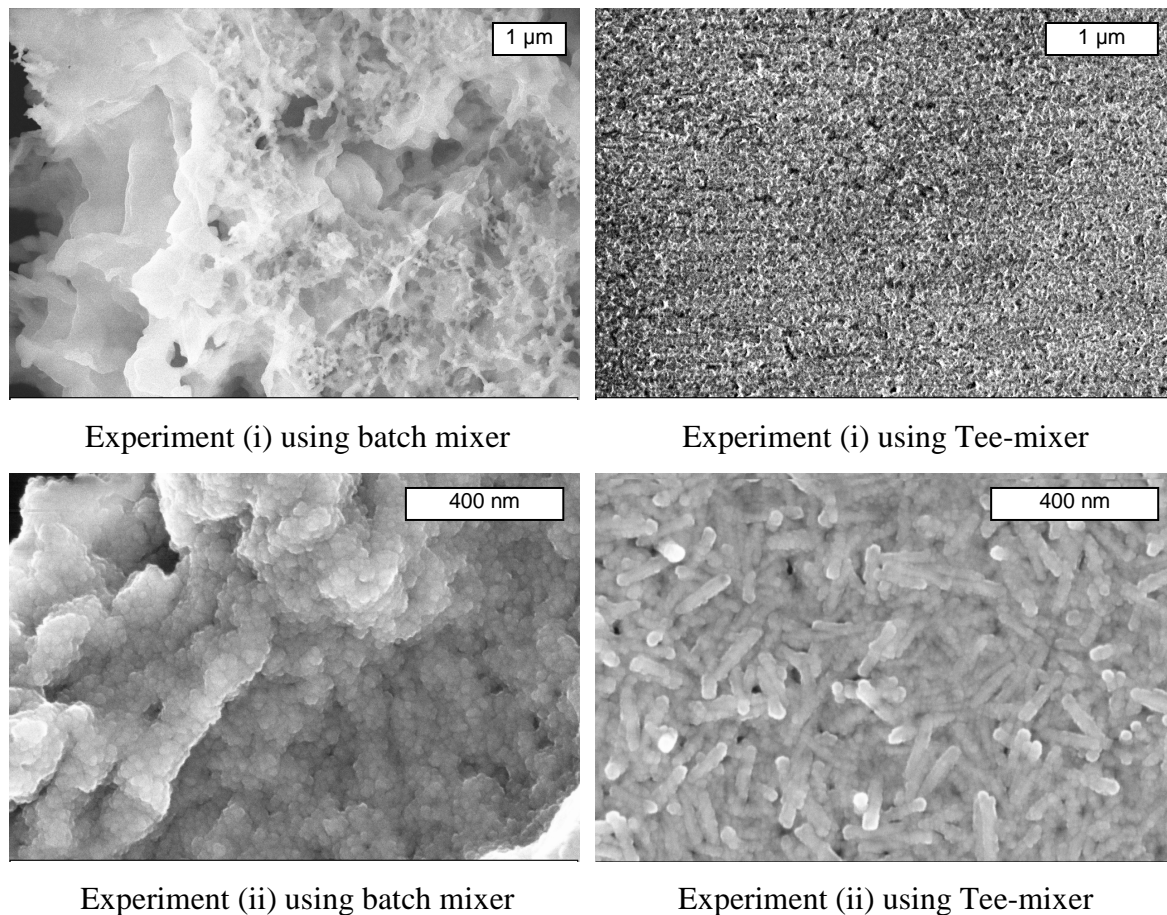 1 µm
1 µm
Experiment (i) using batch mixer
Experiment (i) using Tee-mixer
400 nm
400 nm
Experiment (ii) using batch mixer
Experiment (ii) using Tee-mixer